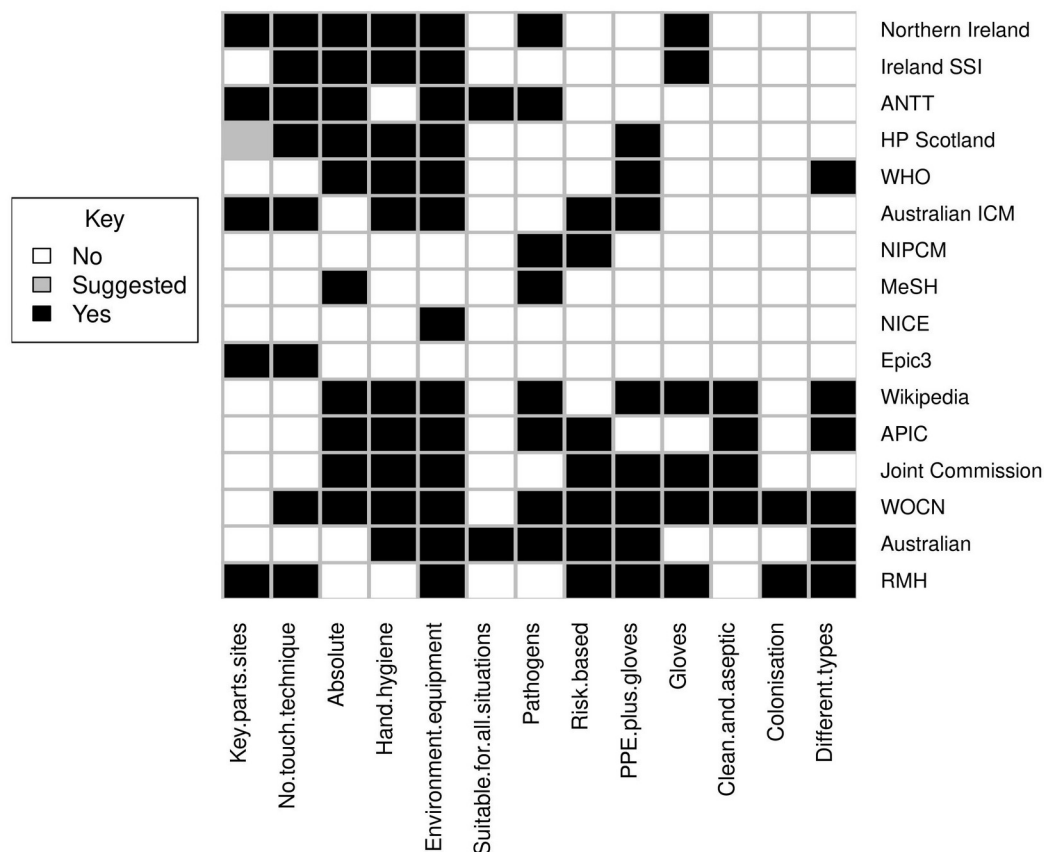 Key
No
Suggested
Yes
Northern Ireland
Ireland SSI
ANTT
HP Scotland
WHO
Australian ICM
NIPCM
MeSH
NICE
Epic3
Wikipedia
APIC
Joint Commission
WOCN
Australian
RMH
Key.parts.sites
No.touch.technique
Absolute
Hand.hygiene
Environment.equipment
Suitable.for.all.situations
Pathogens
Risk.based
PPE.plus.gloves
Gloves
Clean.and.aseptic
Colonisation
Different.types